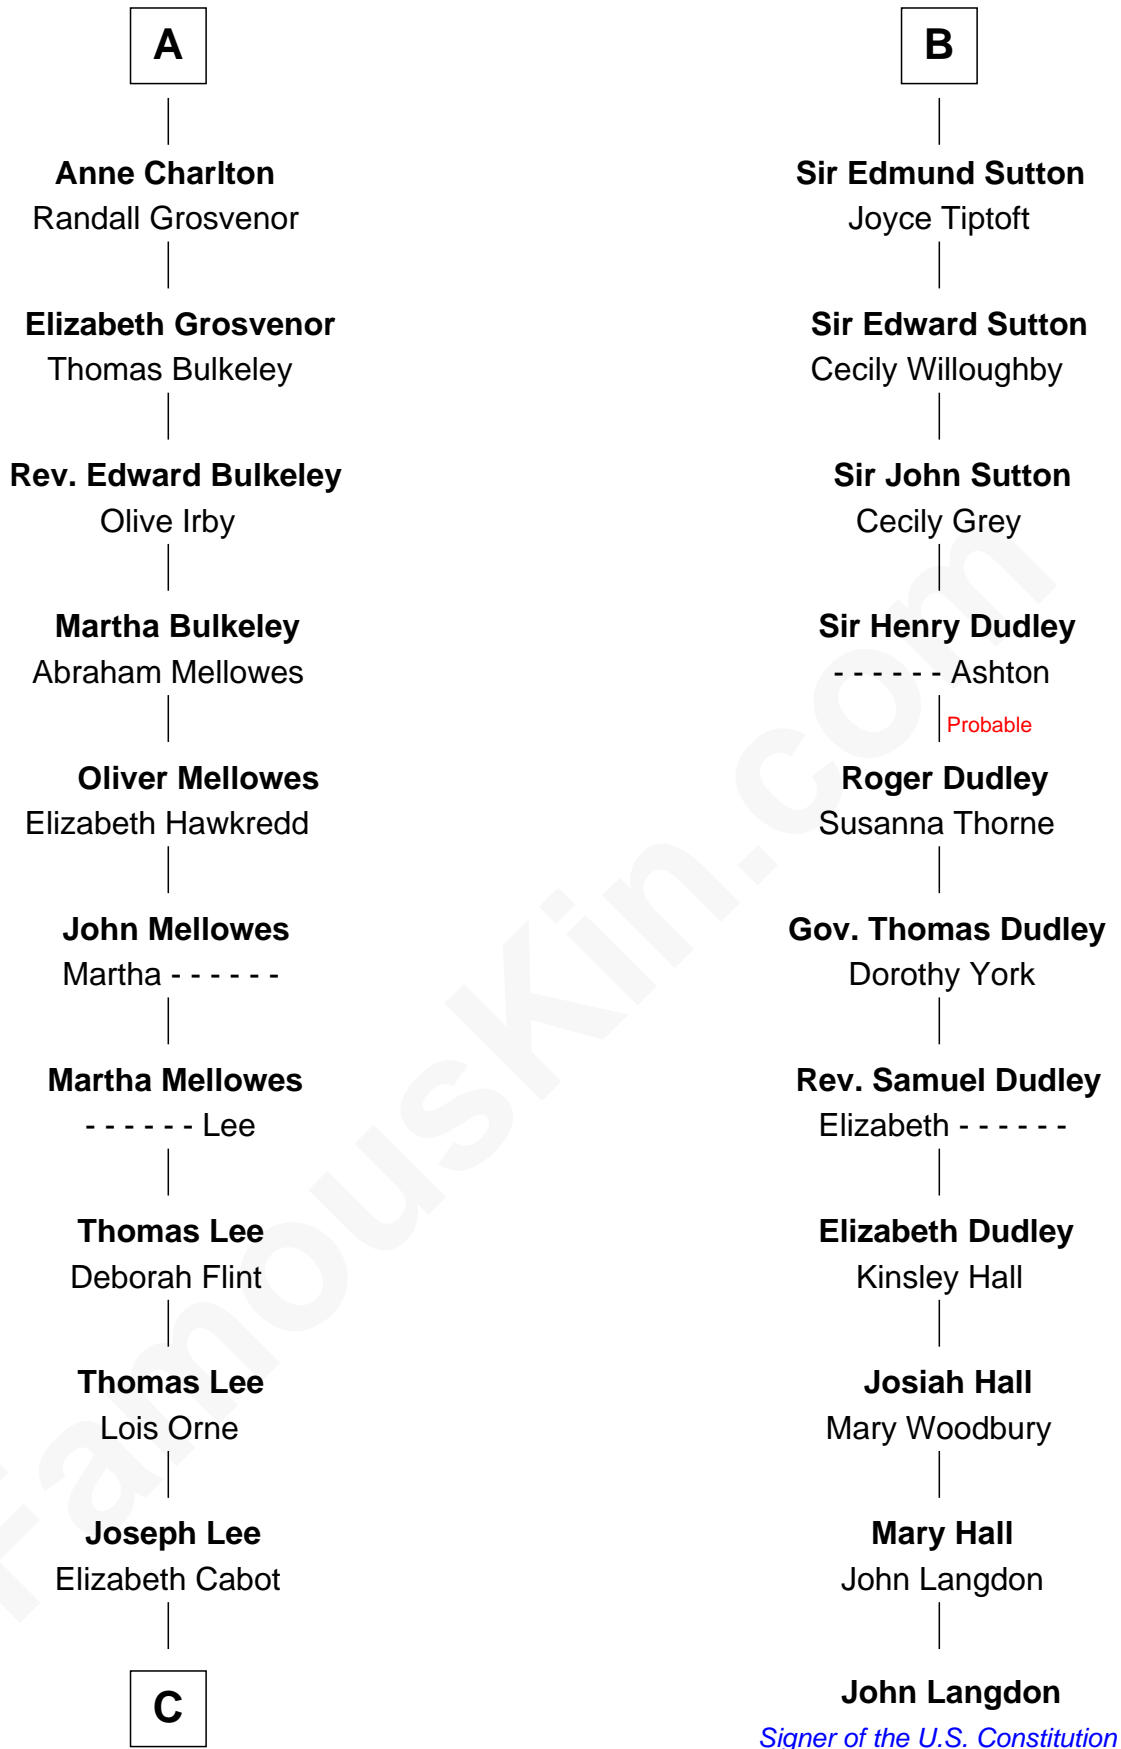 A
Anne Charlton
Randall Grosvenor
Elizabeth Grosvenor
Thomas Bulkeley
Rev. Edward Bulkeley
Olive Irby
Martha Bulkeley
Abraham Mellowes
Oliver Mellowes
Elizabeth Hawkredd
John Mellowes
Martha - - - - - -
Martha Mellowes
- - - - - - Lee
Thomas Lee
Deborah Flint
Thomas Lee
Lois Orne
Joseph Lee
Elizabeth Cabot
C
B
Sir Edmund Sutton
Joyce Tiptoft
Sir Edward Sutton
Cecily Willoughby
Sir John Sutton
Cecily Grey
Sir Henry Dudley
- - - - - - Ashton
Probable
Roger Dudley
Susanna Thorne
Gov. Thomas Dudley
Dorothy York
Rev. Samuel Dudley
Elizabeth - - - - - -
Elizabeth Dudley
Kinsley Hall
Josiah Hall
Mary Woodbury
Mary Hall
John Langdon
John Langdon
Signer of the U.S. Constitution
FamousKin.com